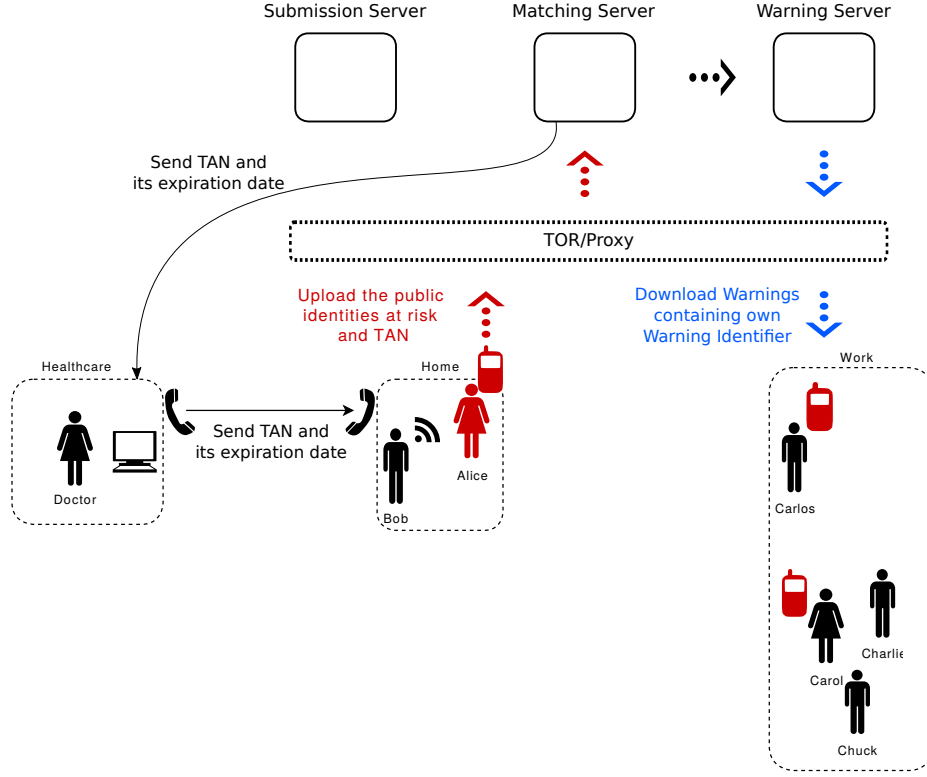 Submission Server
Matching Server
Warning Server
Send TAN and
its expiration date
TOR/Proxy
Upload the public
identities at risk
and TAN
Download Warnings
containing own
Warning Identifier
Healthcare
Home
Work
Send TAN and
its expiration date
Doctor
Bob
Alice
Carlos
Carol
Charlie
Chuck